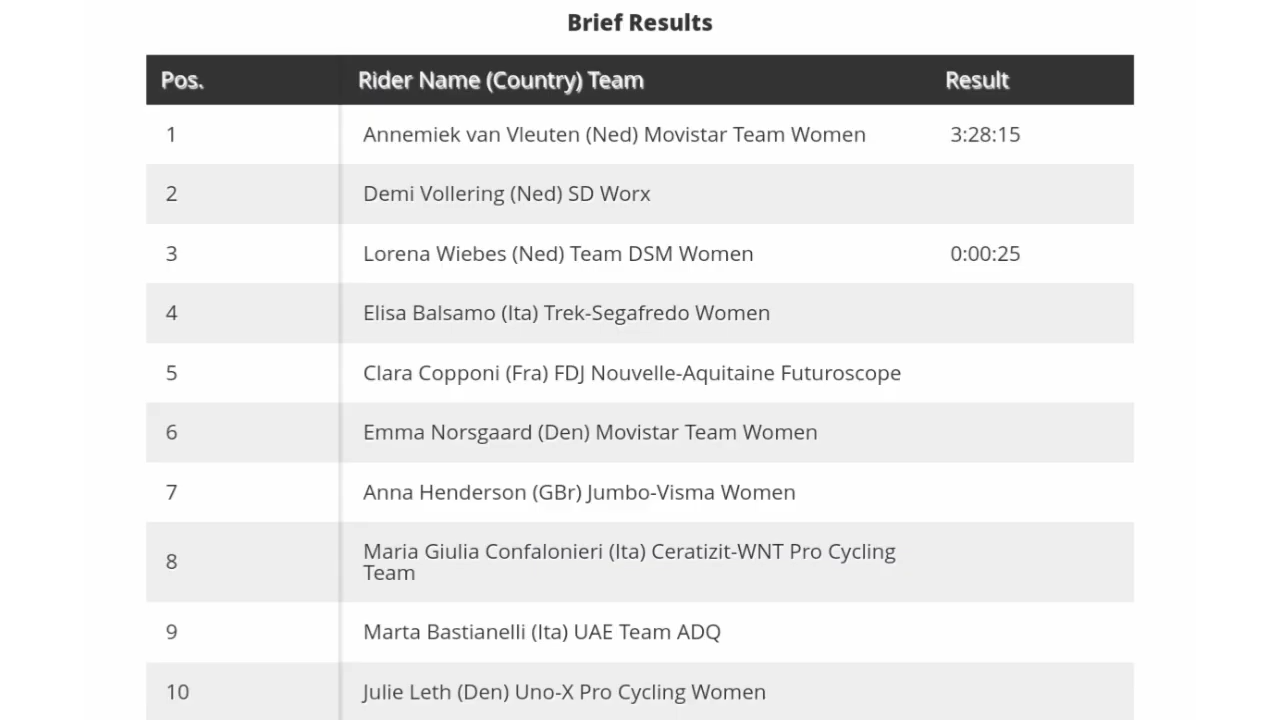 Brief Results
Pos. Rider Name (Country) Team Result
1 Annemiek van Vleuten (Ned) Movistar Team Women 3:28:15
2 Demi Vollering (Ned) SD Worx
3 Lorena Wiebes (Ned) Team DSM Women 0:00:25
4 Elisa Balsamo (Ita) Trek-Segafredo Women
5 Clara Copponi (Fra) FDJ Nouvelle-Aquitaine Futuroscope
6 Emma Norsgaard (Den) Movistar Team Women
7 Anna Henderson (GBr) Jumbo-Visma Women
8 Maria Giulia Confalonieri (Ita) Ceratizit-WNT Pro Cycling
Team
9 Marta Bastianelli (Ita) UAE Team ADQ
10 Julie Leth (Den) Uno-X Pro Cycling Women